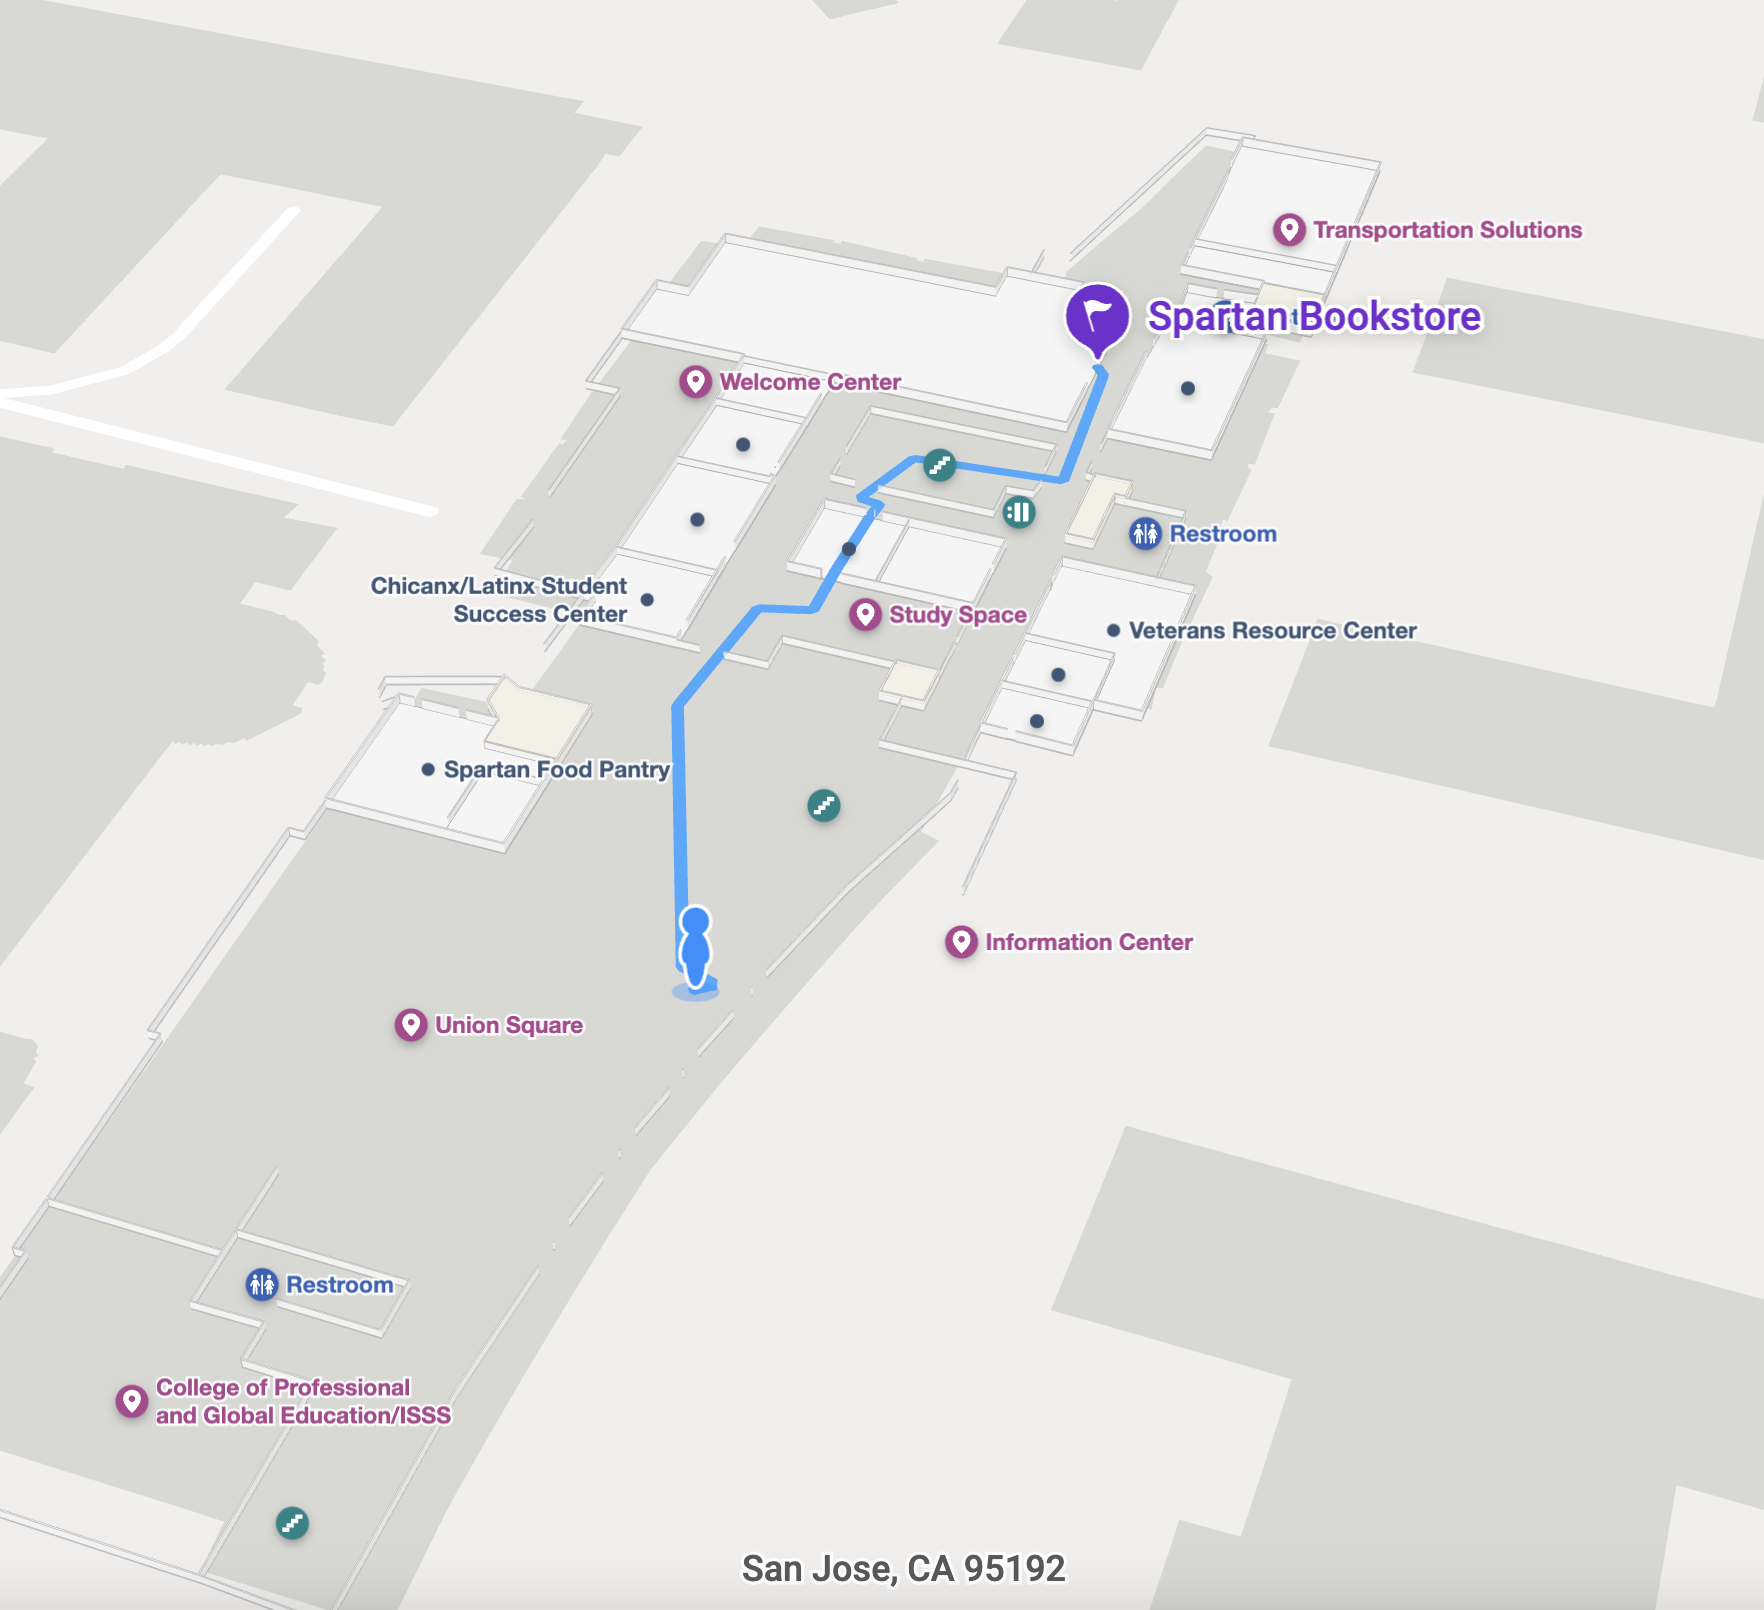 Transportation Solutions
Spartan Bookstore
Welcome Center
Restroom
Chicanx/Latinx Student
Success Center
Study Space
Veterans Resource Center
Spartan Food Pantry
Information Center
Union Square
Restroom
College of Professional
and Global Education/ISSS
San Jose, CA 95192